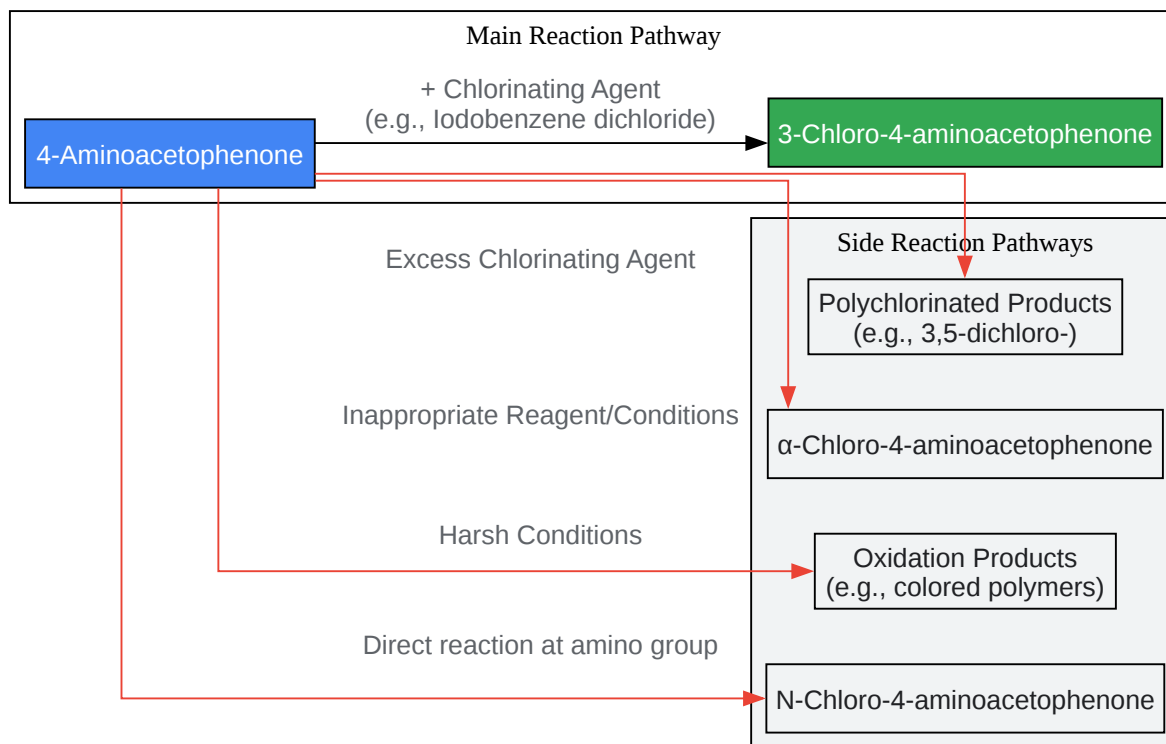 Main Reaction Pathway
+ Chlorinating Agent
(e.g., Iodobenzene dichloride)
4-Aminoacetophenone
3-Chloro-4-aminoacetophenone
Side Reaction Pathways
Excess Chlorinating Agent
Polychlorinated Products
(e.g., 3,5-dichloro-)
Inappropriate Reagent/Conditions
α-Chloro-4-aminoacetophenone
Harsh Conditions
Oxidation Products
(e.g., colored polymers)
Direct reaction at amino group
N-Chloro-4-aminoacetophenone